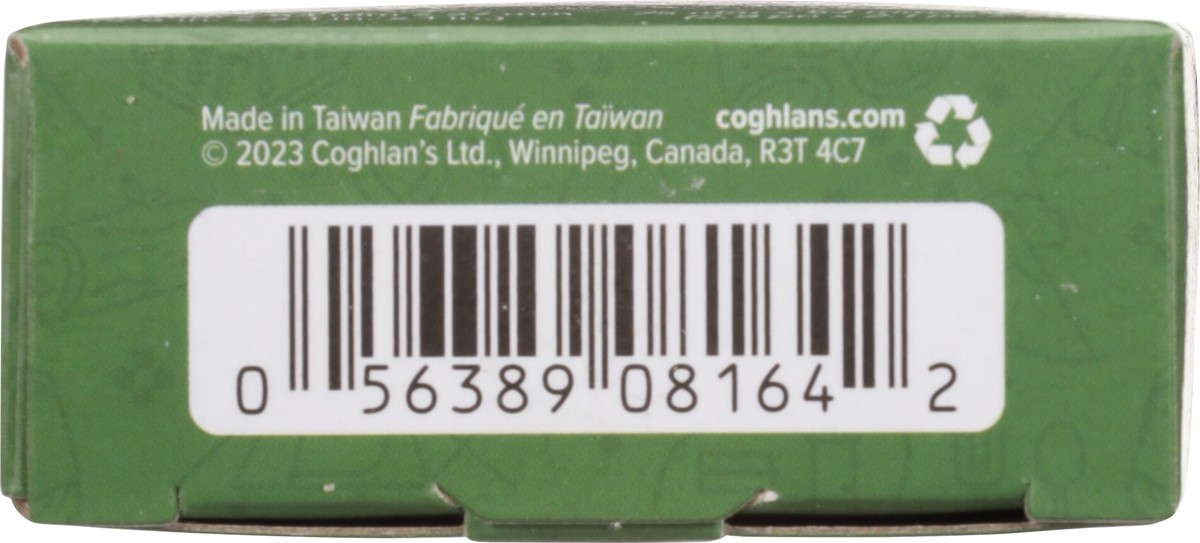 Made in Taiwan Fabriqué en Taïwan coghlans.com
© 2023 Coghlan's Ltd., Winnipeg, Canada, R3T 4C7
0 56389 08164 2